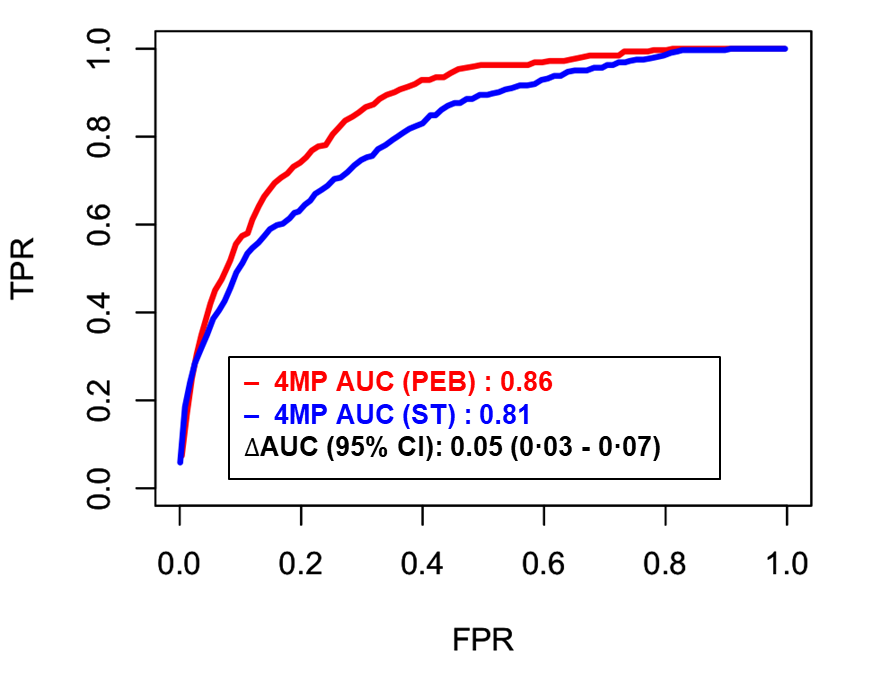 1.0
0.8
0.6
0.4
0.2
0.0
TPR
– 4MP AUC (PEB) : 0.86
– 4MP AUC (ST) : 0.81
ΔAUC (95% CI): 0.05 (0·03 - 0·07)
0.0 0.2 0.4 0.6 0.8 1.0
FPR